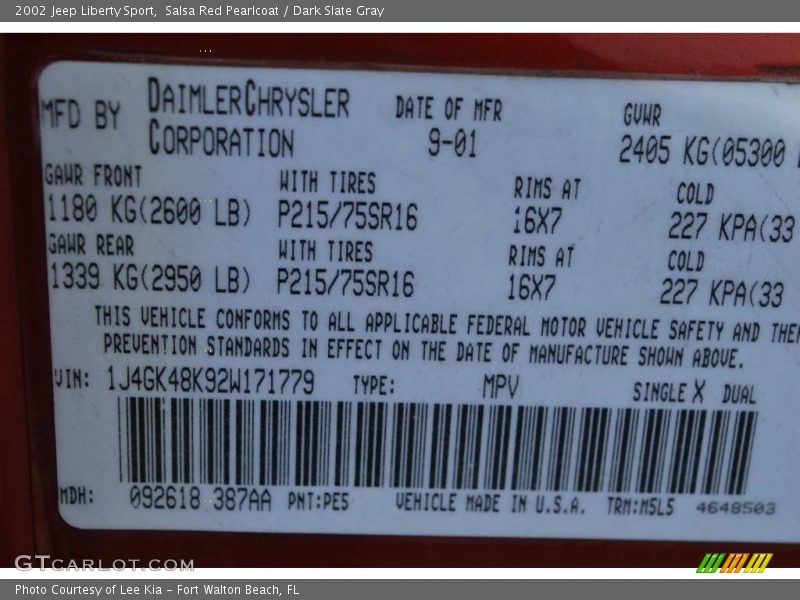 2002 Jeep Liberty Sport,  Salsa Red Pearlcoat / Dark Slate Gray
MFD BY DAIMLERCHRYSLER CORPORATION DATE OF MFR 9-01 GVWR 2405 KG(05300
GAWR FRONT WITH TIRES RIMS AT COLD
1180 KG(2600 LB) P215/75SR16 16X7 227 KPA(33
GAWR REAR WITH TIRES RIMS AT COLD
1339 KG(2950 LB) P215/75SR16 16X7 227 KPA(33
THIS VEHICLE CONFORMS TO ALL APPLICABLE FEDERAL MOTOR VEHICLE SAFETY AND THE
PREVENTION STANDARDS IN EFFECT ON THE DATE OF MANUFACTURE SHOWN ABOVE.
VIN: 1J4GK48K92W171779 TYPE: MPV SINGLE X DUAL
MDH: 092618 387AA PNT:PE5 VEHICLE MADE IN U.S.A. TRM:M5L5 4648503
GTCARLOT.COM
Photo Courtesy of Lee Kia – Fort Walton Beach, FL